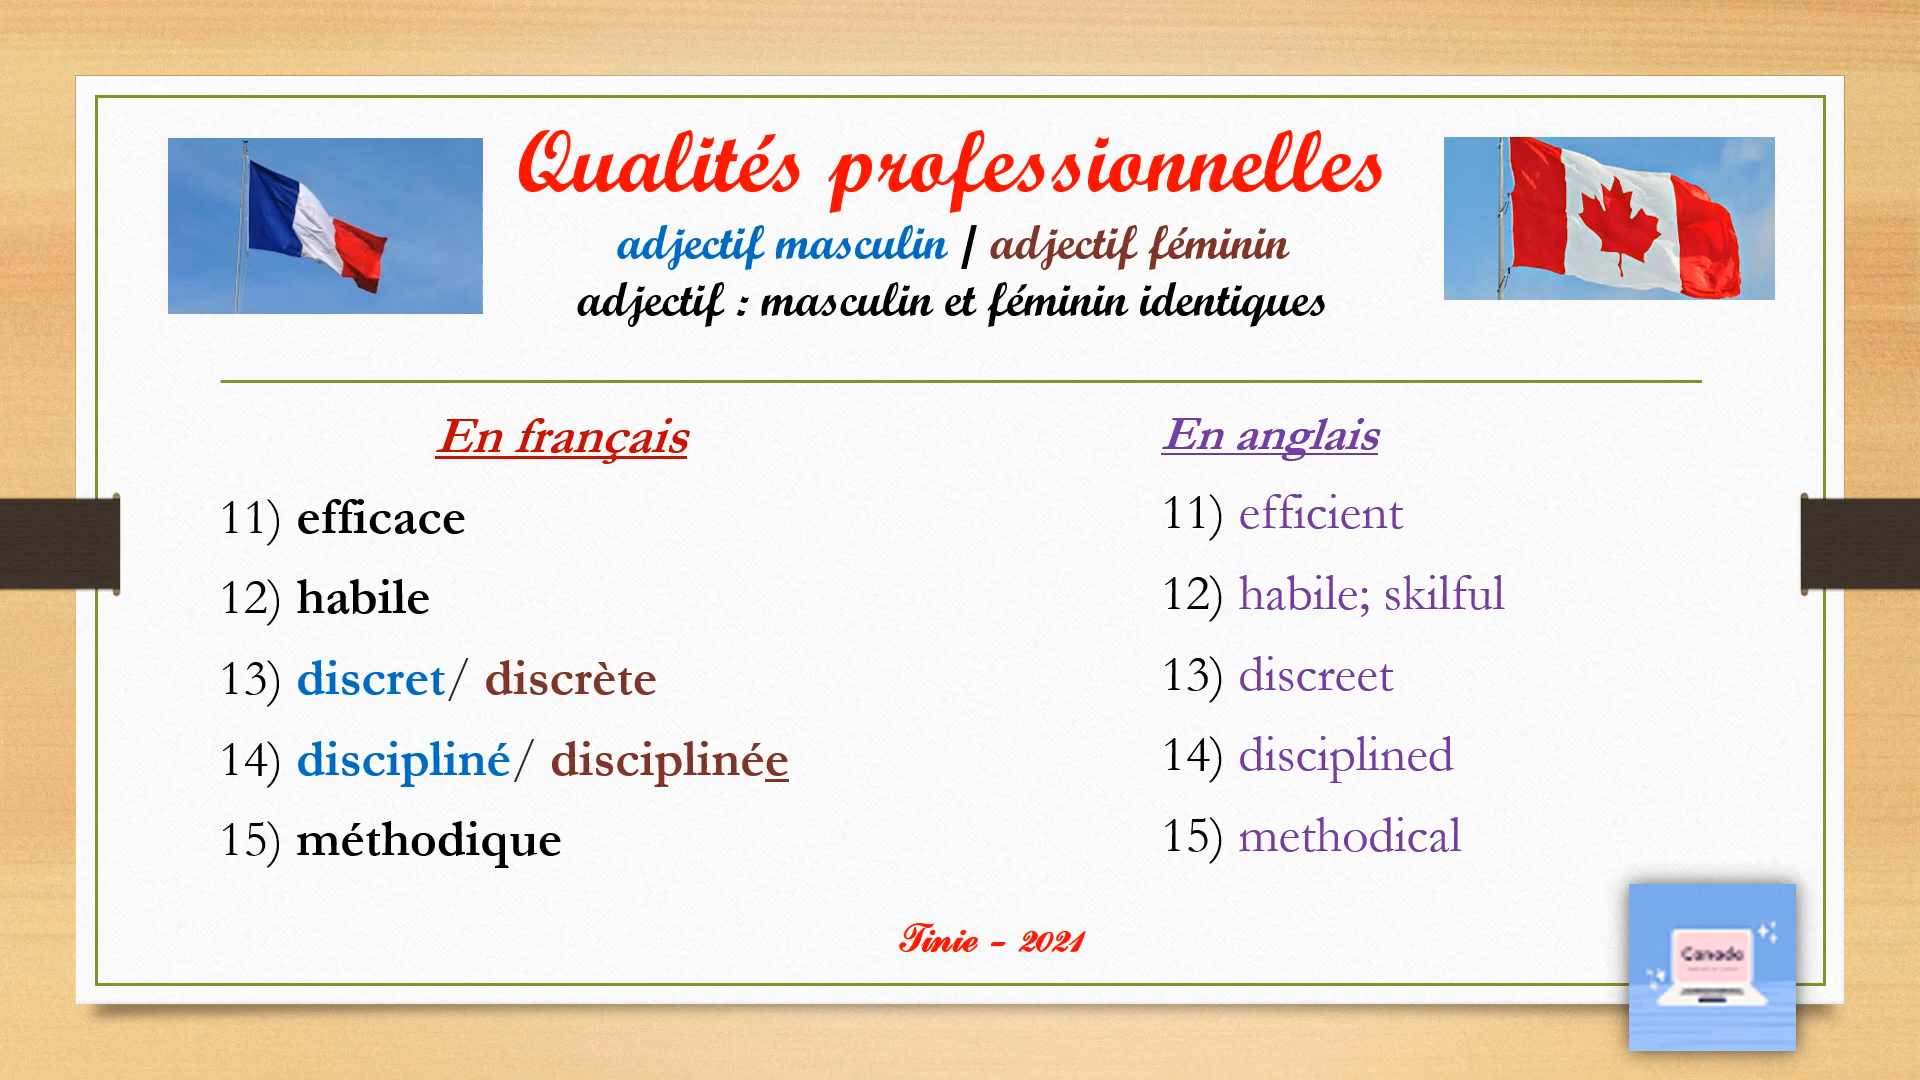 Qualités professionnelles
adjectif masculin / adjectif féminin
adjectif : masculin et féminin identiques
En français
11) efficace
12) habile
13) discret/ discrète
14) discipliné/ disciplinée
15) méthodique
En anglais
11) efficient
12) habile; skilful
13) discreet
14) disciplined
15) methodical
Tinie – 2021
Canada